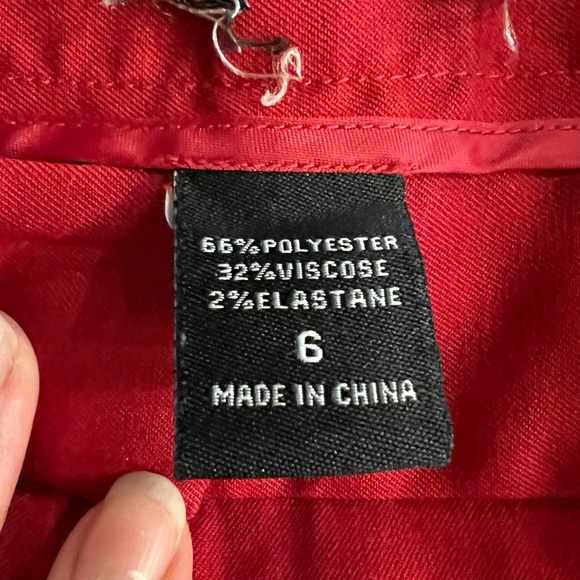 66%POLYESTER
32%VISCOSE
2%ELASTANE
6
MADE IN CHINA